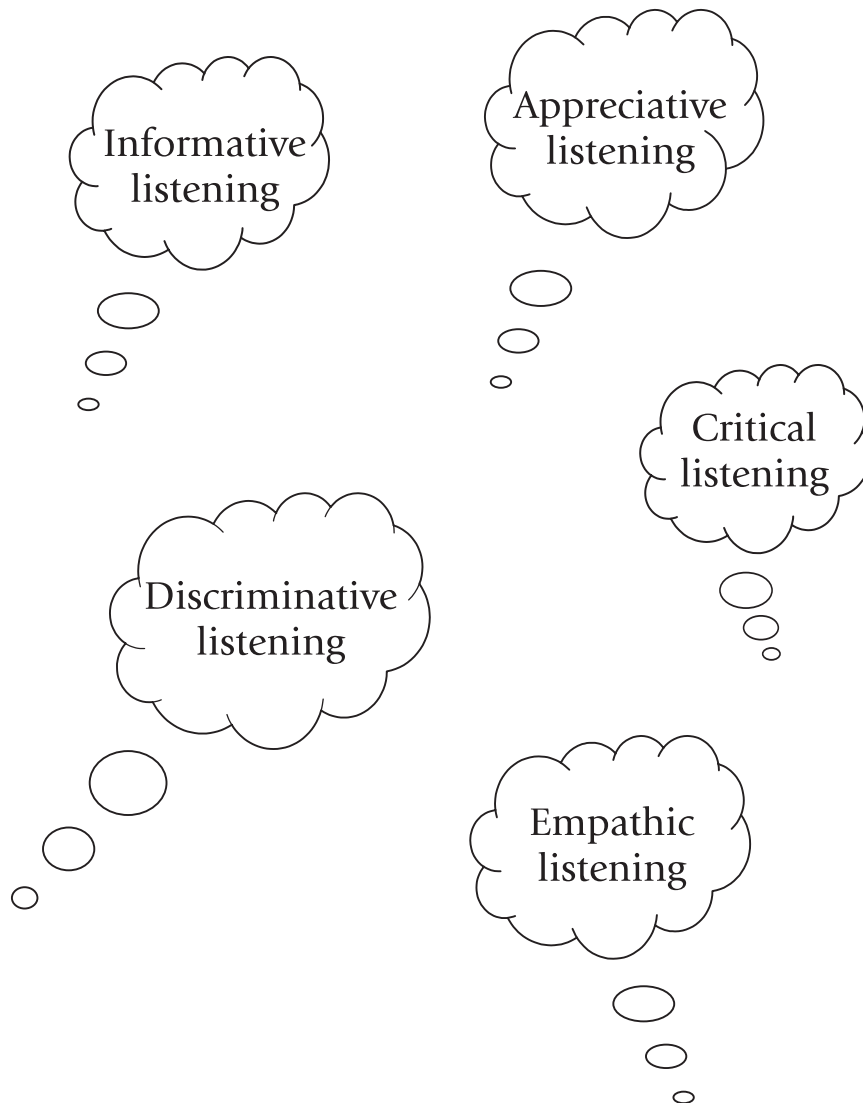 Informative
listening
Appreciative
listening
Critical
listening
Discriminative
listening
Empathic
listening